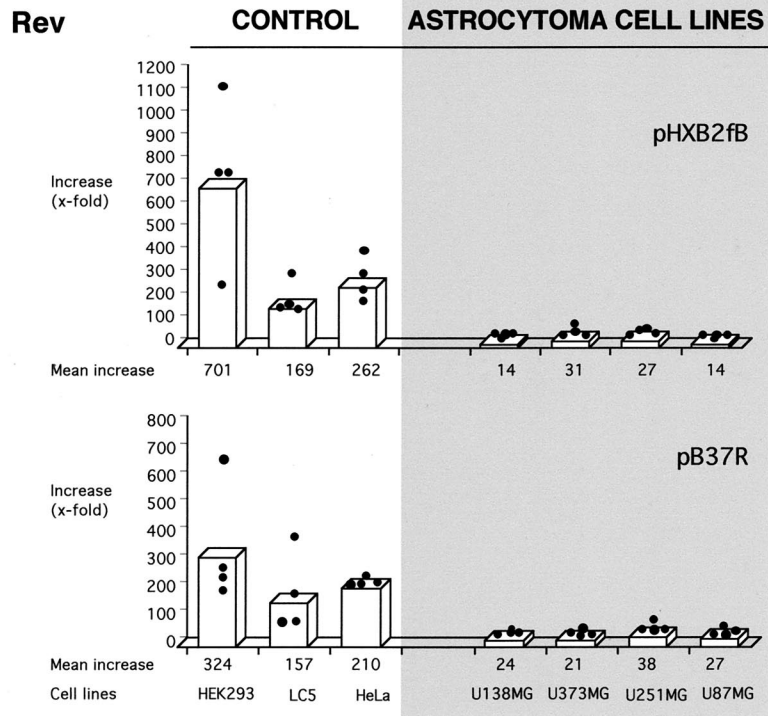 Rev CONTROL ASTROCYTOMA CELL LINES
pHXB2fB
Increase
(x-fold)
1200
1100
1000
900
800
700
600
500
400
300
200
100
0
Mean increase 701 169 262 14 31 27 14
pB37R
Increase
(x-fold)
800
700
600
500
400
300
200
100
0
Mean increase 324 157 210 24 21 38 27
Cell lines HEK293 LC5 HeLa U138MG U373MG U251MG U87MG